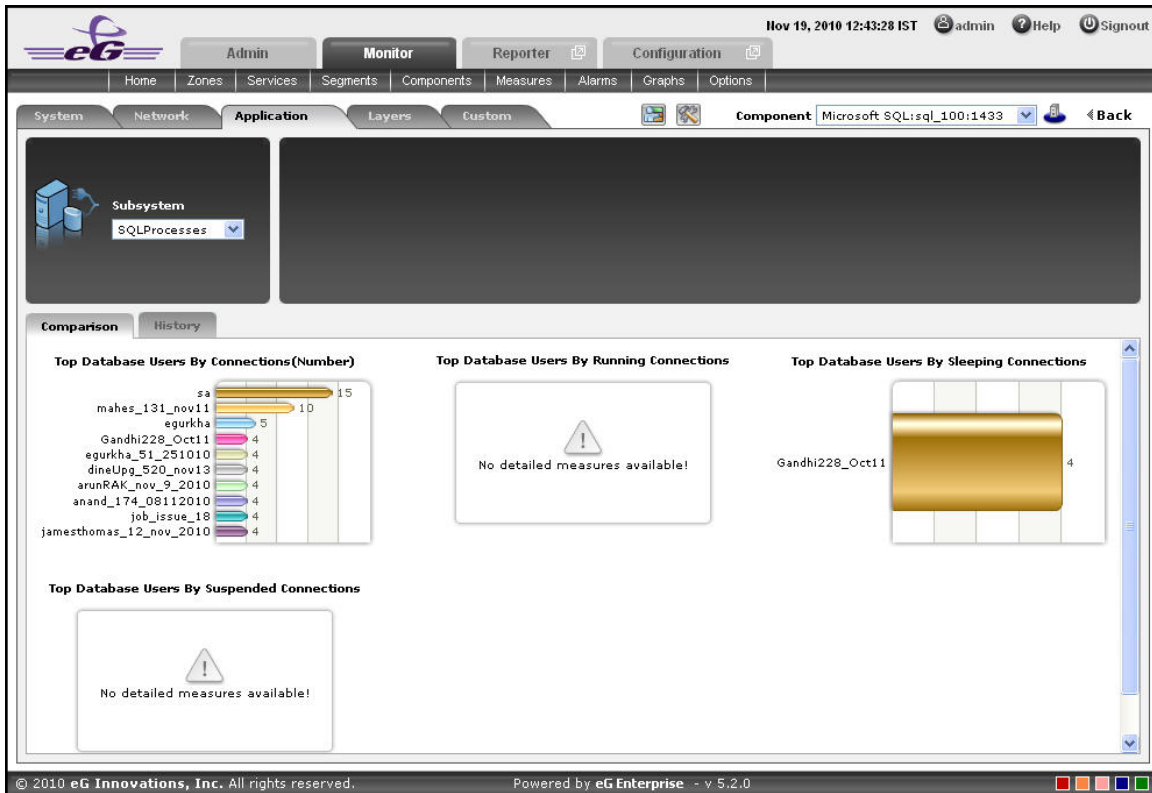 Nov 19, 2010 12:43:28 IST admin Help Signout
eG
Admin Monitor Reporter Configuration
Home Zones Services Segments Components Measures Alarms Graphs Options
System Network Application Layers Custom Component Microsoft SQL:sql_100:1433 Back
Subsystem
SQLProcesses
Comparison History
Top Database Users By Connections(Number)
sa 15
mahes_131_nov11 10
egurkha 5
Gandhi228_Oct11 4
egurkha_51_251010 4
dineUpg_520_nov13 4
arunRAK_nov_9_2010 4
anand_174_08112010 4
job_issue_18 4
jamesthomas_12_nov_2010 4
Top Database Users By Running Connections
No detailed measures available!
Top Database Users By Sleeping Connections
Gandhi228_Oct11 4
Top Database Users By Suspended Connections
No detailed measures available!
© 2010 eG Innovations, Inc. All rights reserved. Powered by eG Enterprise - v 5.2.0